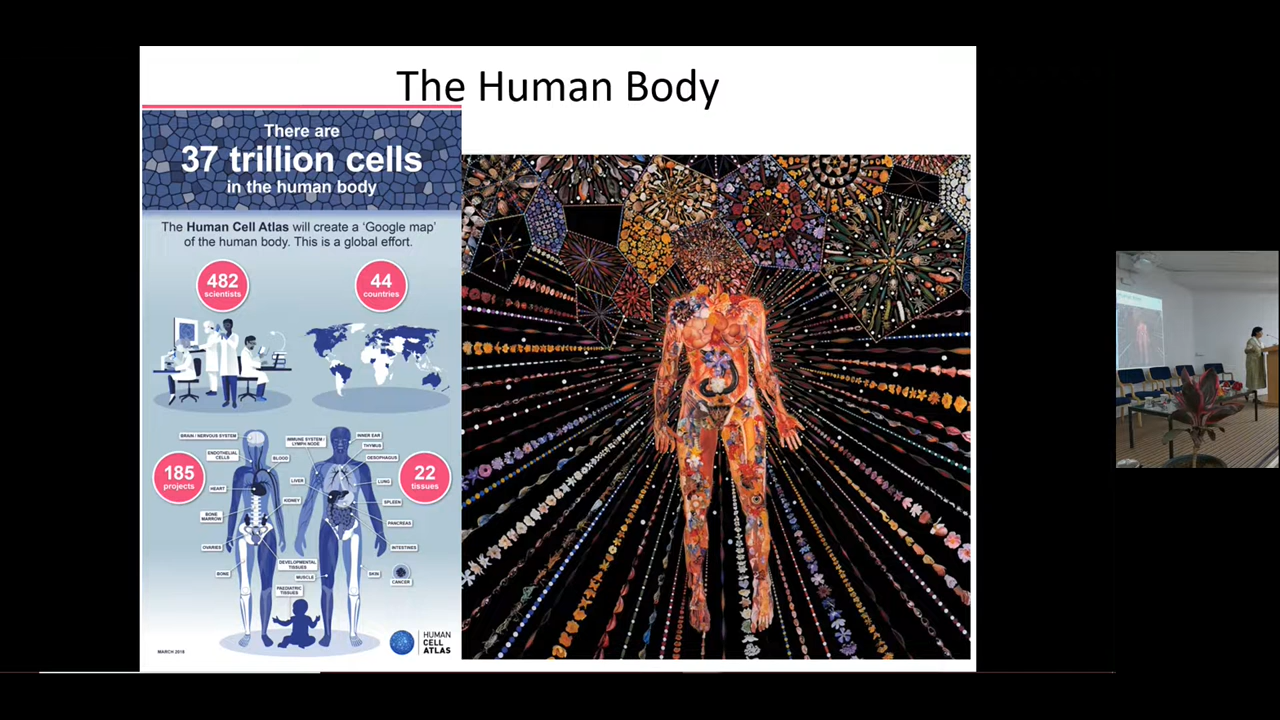 The Human Body
There are
37 trillion cells
in the human body
The Human Cell Atlas will create a 'Google map'
of the human body. This is a global effort.
482
scientists
44
countries
BRAIN / NERVOUS SYSTEM
IMMUNE SYSTEM /
LYMPH NODE
INNER EAR
THYMUS
ENDOTHELIAL
CELLS
BLOOD
OESOPHAGUS
185
projects
22
tissues
HEART
LIVER
LUNG
KIDNEY
SPLEEN
BONE
MARROW
PANCREAS
OVARIES
INTESTINES
DEVELOPMENTAL
TISSUES
BONE
MUSCLE
SKIN
CANCER
PAEDIATRIC
TISSUES
HUMAN
CELL
ATLAS